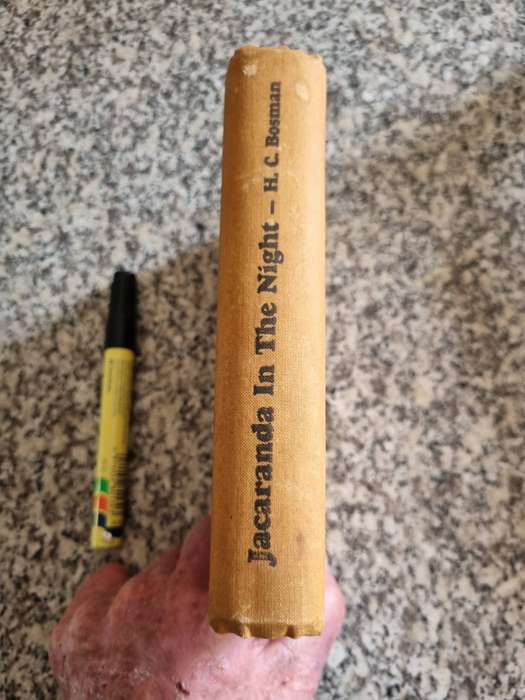 Jacaranda In The Night – H. C. Bosman